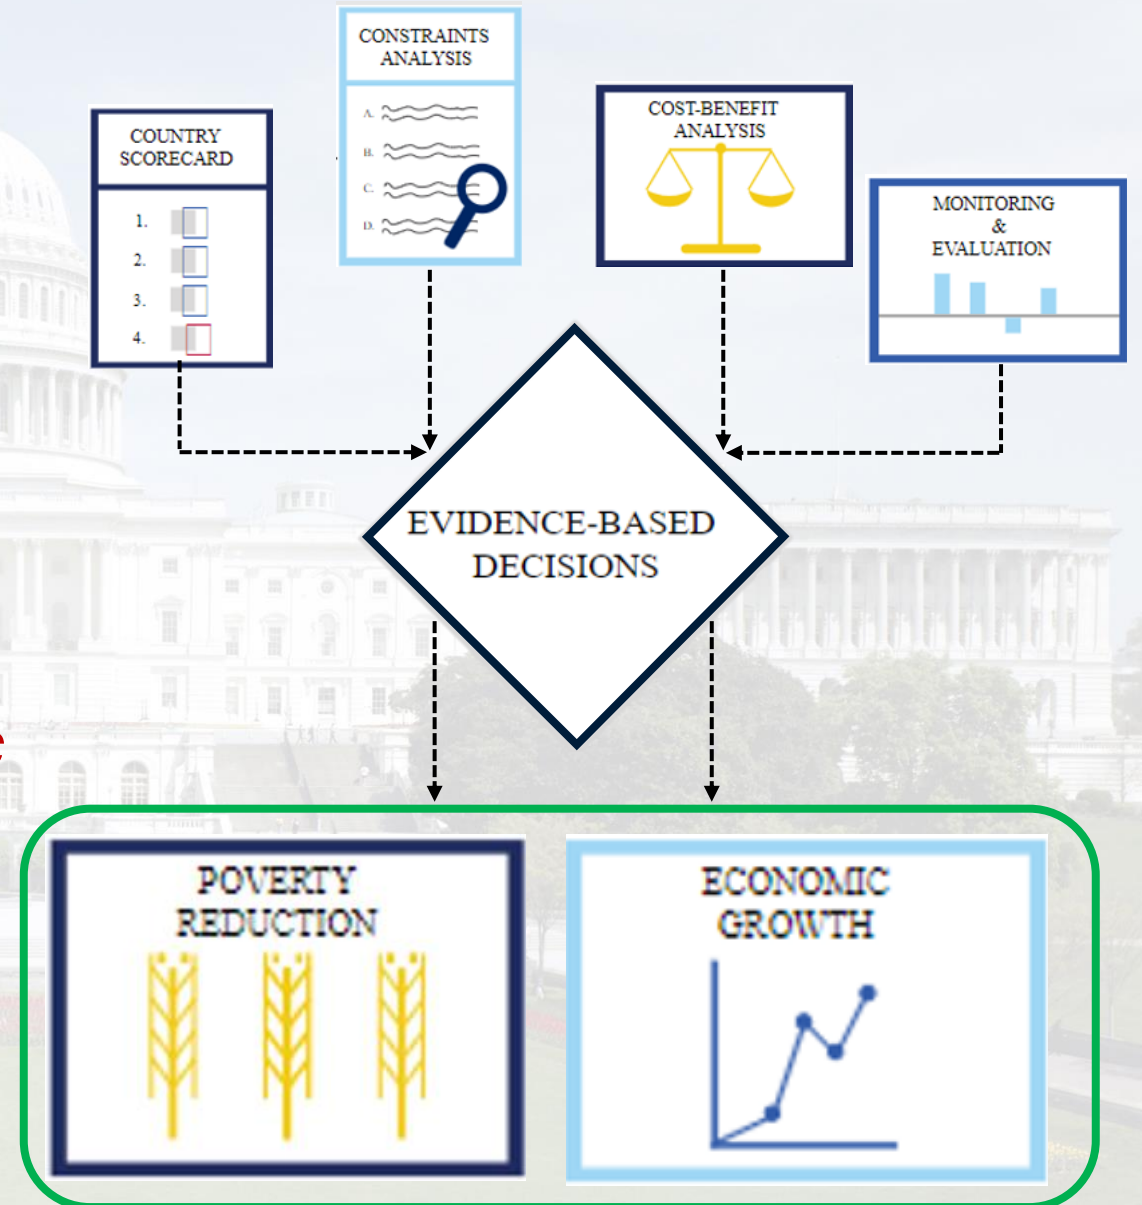 CONSTRAINTS
ANALYSIS
A.
B.
C.
D.
COUNTRY
SCORECARD
1.
2.
3.
4.
COST-BENEFIT
ANALYSIS
MONITORING
&
EVALUATION
EVIDENCE-BASED
DECISIONS
POVERTY
REDUCTION
ECONOMIC
GROWTH